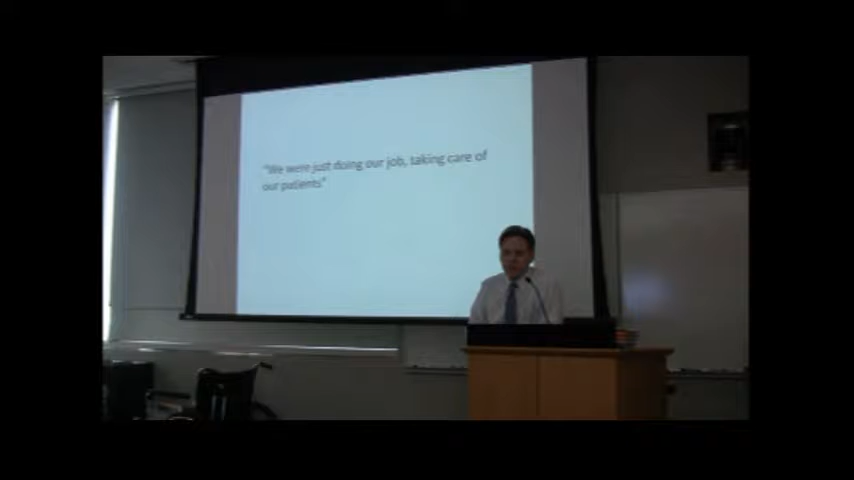 "We were just doing our job, taking care of
our patients"